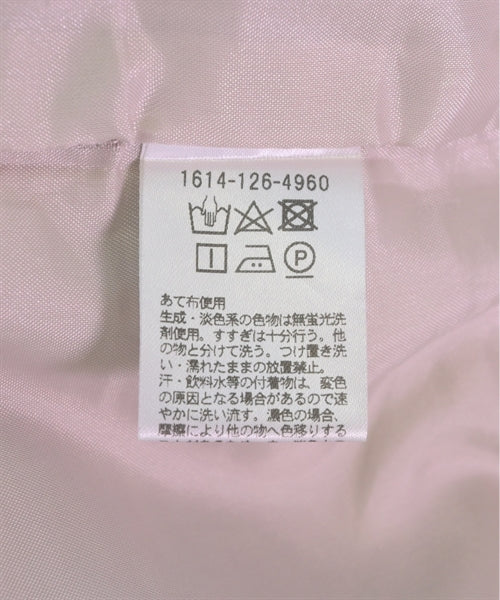 1614-126-4960
P
あて布使用
生成・淡色系の色物は無蛍光洗
剤使用。すすぎは十分行う。他
の物と分けて洗う。つけ置き洗
い・濡れたままの放置禁止。
汗・飲料水等の付着物は、変色
の原因となる場合があるので速
やかに洗い流す。濃色の場合、
摩擦により他の物へ色移りする